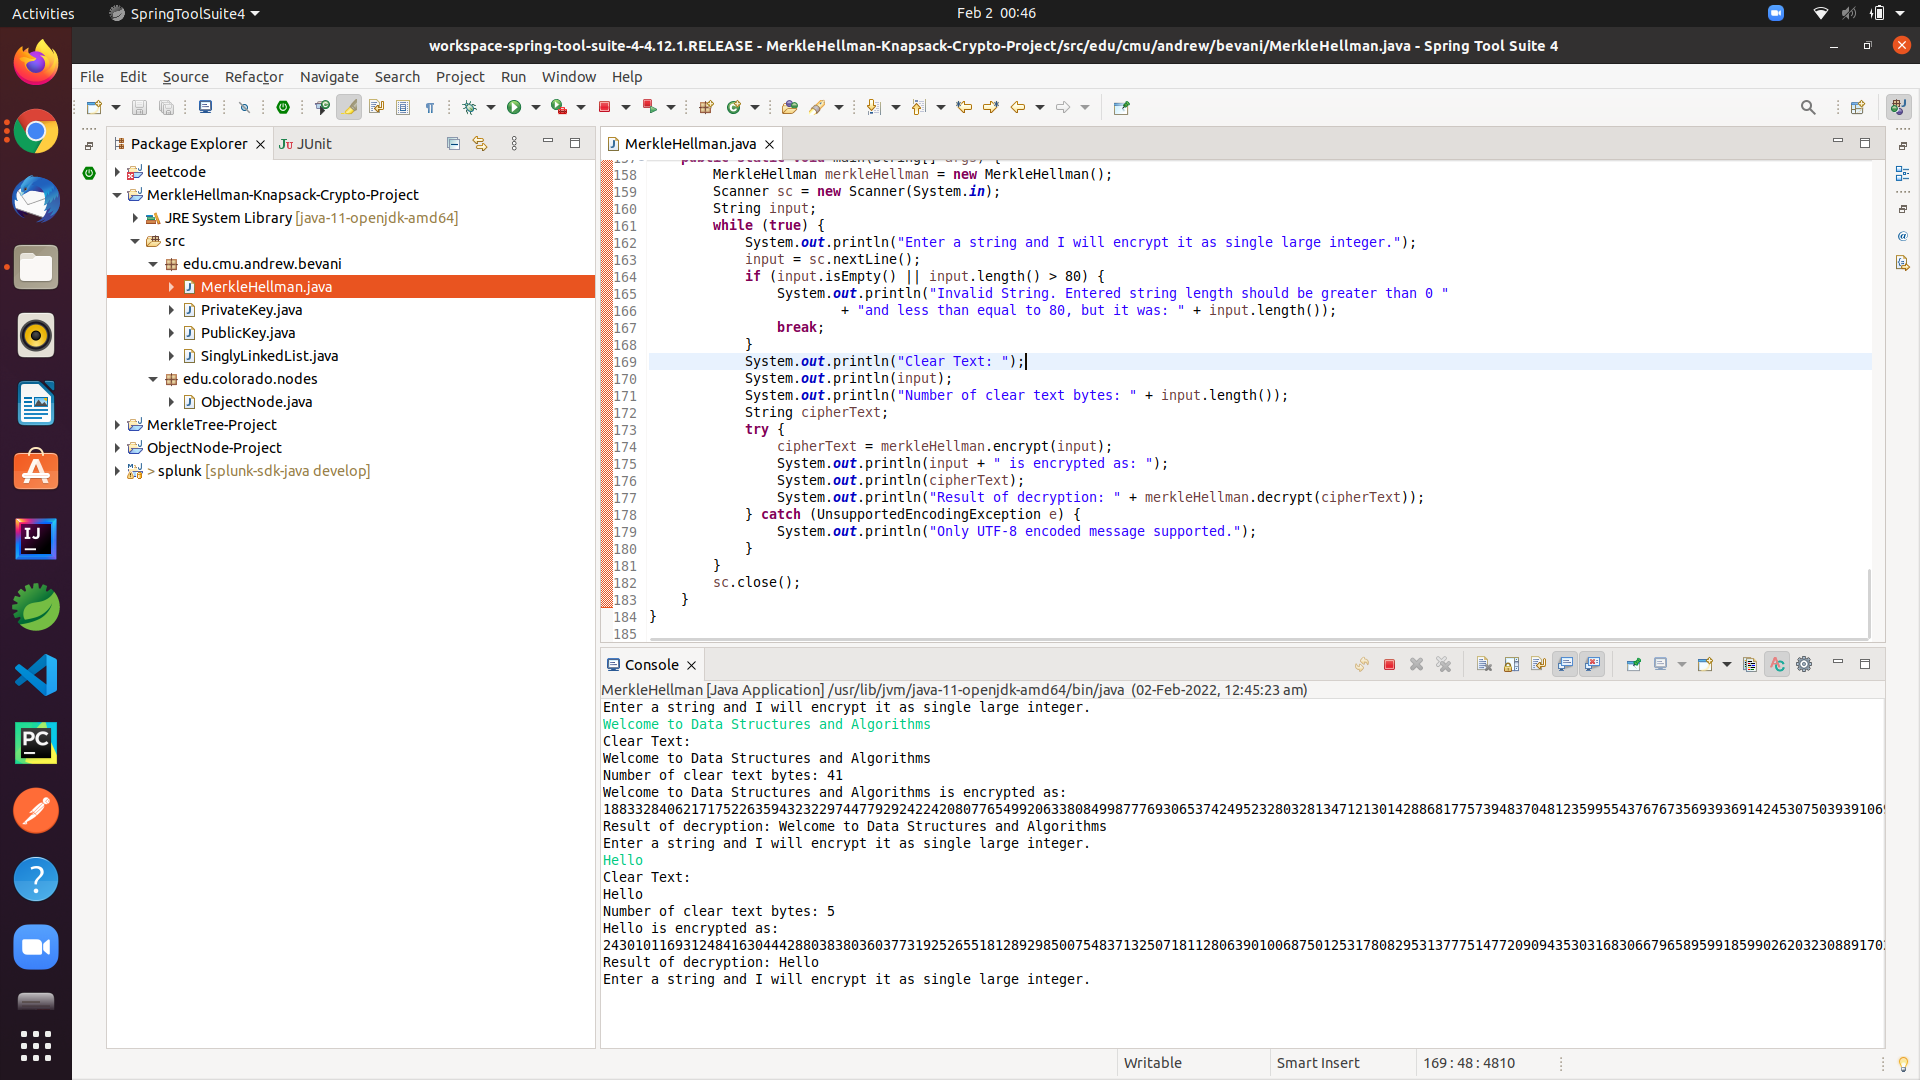 Activities
SpringToolSuite4
Feb 2 00:46
workspace-spring-tool-suite-4-4.12.1.RELEASE - MerkleHellman-Knapsack-Crypto-Project/src/edu/cmu/andrew/bevani/MerkleHellman.java - Spring Tool Suite 4
File Edit Source Refactor Navigate Search Project Run Window Help
Package Explorer
JUnit
leetcode
MerkleHellman-Knapsack-Crypto-Project
JRE System Library [java-11-openjdk-amd64]
src
edu.cmu.andrew.bevani
MerkleHellman.java
PrivateKey.java
PublicKey.java
SinglyLinkedList.java
edu.colorado.nodes
ObjectNode.java
MerkleTree-Project
ObjectNode-Project
> splunk [splunk-sdk-java develop]
MerkleHellman.java
157 public static void main(String[] args) {
158 MerkleHellman merkleHellman = new MerkleHellman();
159 Scanner sc = new Scanner(System.in);
160 String input;
161 while (true) {
162 System.out.println("Enter a string and I will encrypt it as single large integer.");
163 input = sc.nextLine();
164 if (input.isEmpty() || input.length() > 80) {
165 System.out.println("Invalid String. Entered string length should be greater than 0 "
166 + "and less than equal to 80, but it was: " + input.length());
167 break;
168 }
169 System.out.println("Clear Text: ");
170 System.out.println(input);
171 System.out.println("Number of clear text bytes: " + input.length());
172 String cipherText;
173 try {
174 cipherText = merkleHellman.encrypt(input);
175 System.out.println(input + " is encrypted as: ");
176 System.out.println(cipherText);
177 System.out.println("Result of decryption: " + merkleHellman.decrypt(cipherText));
178 } catch (UnsupportedEncodingException e) {
179 System.out.println("Only UTF-8 encoded message supported.");
180 }
181 }
182 sc.close();
183 }
184 }
185
Console
MerkleHellman [Java Application] /usr/lib/jvm/java-11-openjdk-amd64/bin/java (02-Feb-2022, 12:45:23 am)
Enter a string and I will encrypt it as single large integer.
Welcome to Data Structures and Algorithms
Clear Text:
Welcome to Data Structures and Algorithms
Number of clear text bytes: 41
Welcome to Data Structures and Algorithms is encrypted as:
Result of decryption: Welcome to Data Structures and Algorithms
Enter a string and I will encrypt it as single large integer.
Hello
Clear Text:
Hello
Number of clear text bytes: 5
Hello is encrypted as:
Result of decryption: Hello
Enter a string and I will encrypt it as single large integer.
Writable
Smart Insert
169 : 48 : 4810